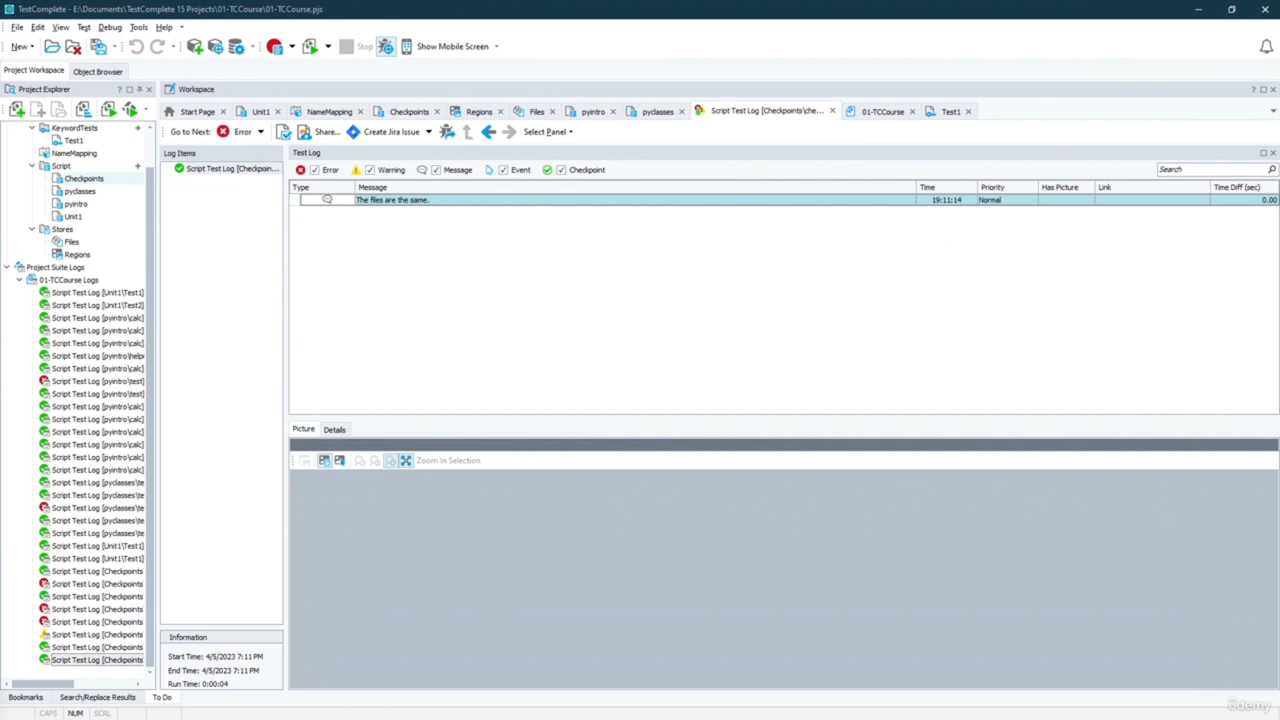 TestComplete - E:\Documents\TestComplete 15 Projects\01-TCCourse\01-TCCourse.pjs
File Edit View Test Debug Tools Help
New Stop Show Mobile Screen
Project Workspace Object Browser
Project Explorer
Workspace
Start Page Unit1 NameMapping Checkpoints Regions Files pyintro pyclasses Script Test Log [Checkpoints\che... 01-TCCourse Test1
Go to Next: Error Share... Create Jira Issue Select Panel
KeywordTests
Test1
NameMapping
Script
Checkpoints
pyclasses
pyintro
Unit1
Stores
Files
Regions
Project Suite Logs
01-TCCourse Logs
Script Test Log [Unit1\Test1]
Script Test Log [Unit1\Test2]
Script Test Log [pyintro\calc]
Script Test Log [pyintro\calc]
Script Test Log [pyintro\calc]
Script Test Log [pyintro\help
Script Test Log [pyintro\calc]
Script Test Log [pyintro\test]
Script Test Log [pyintro\test]
Script Test Log [pyintro\calc]
Script Test Log [pyintro\calc]
Script Test Log [pyintro\calc]
Script Test Log [pyintro\calc]
Script Test Log [pyintro\calc]
Script Test Log [pyintro\calc]
Script Test Log [pyclasses\te
Script Test Log [pyclasses\te
Script Test Log [pyclasses\te
Script Test Log [pyclasses\te
Script Test Log [pyclasses\te
Script Test Log [Unit1\Test1]
Script Test Log [Unit1\Test1]
Script Test Log [Checkpoints
Script Test Log [Checkpoints
Script Test Log [Checkpoints
Script Test Log [Checkpoints
Script Test Log [Checkpoints
Script Test Log [Checkpoints
Script Test Log [Checkpoints
Script Test Log [Checkpoints
Log Items
Script Test Log [Checkpoin...
Information
Start Time: 4/5/2023 7:11 PM
End Time: 4/5/2023 7:11 PM
Run Time: 0:00:04
Test Log
Error Warning Message Event Checkpoint Search
Type Message Time Priority Has Picture Link Time Diff (sec)
The files are the same. 19:11:14 Normal 0.00
Picture Details
Zoom In Selection
Bookmarks Search/Replace Results To Do
CAPS NUM SCRL
ûdemy